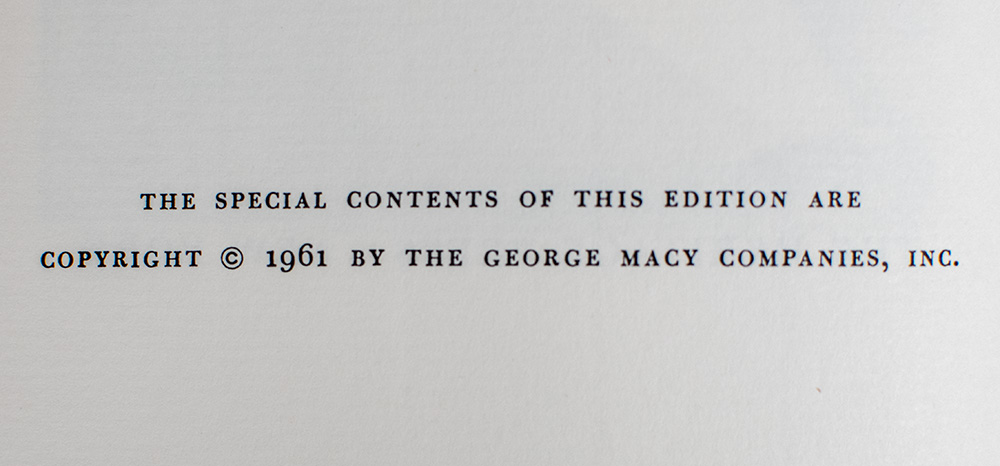 THE SPECIAL CONTENTS OF THIS EDITION ARE
COPYRIGHT © 1961 BY THE GEORGE MACY COMPANIES, INC.